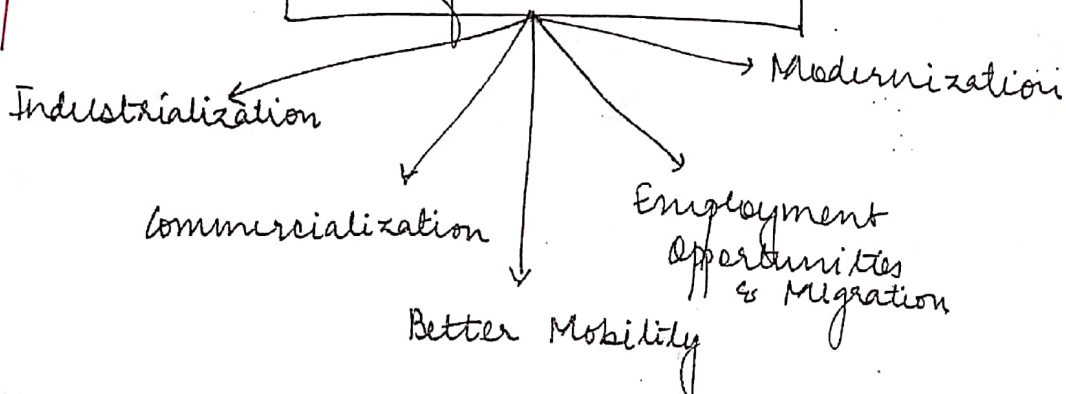 Industrialization
Commercialization
Better Mobility
Employment
Opportunities
& Migration
Modernization